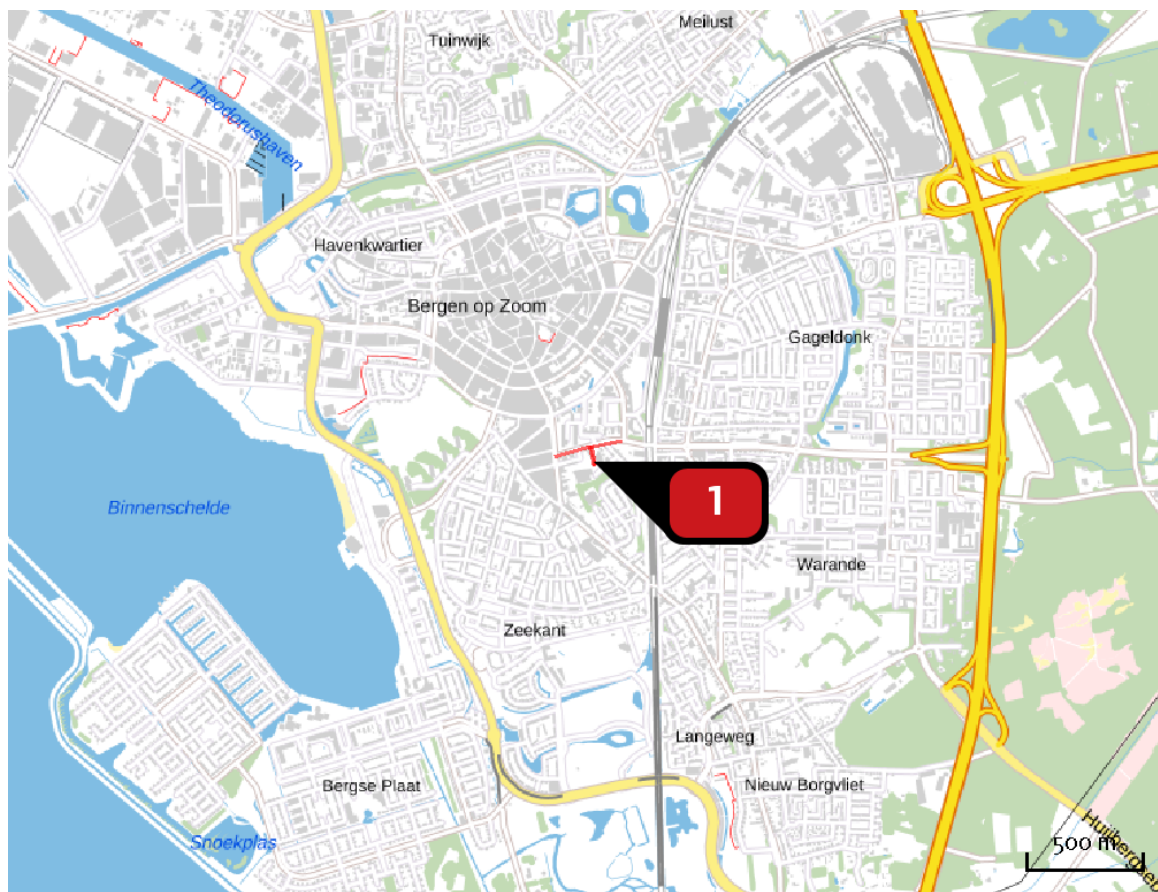 Meilust
Tuinwijk
Theodorushaven
Havenkwartier
Bergen op Zoom
Gageldonk
1
Binnenschelde
Warande
Zeekant
Langeweg
Bergse Plaat
Nieuw Borgvliet
Snoekplas
500 m